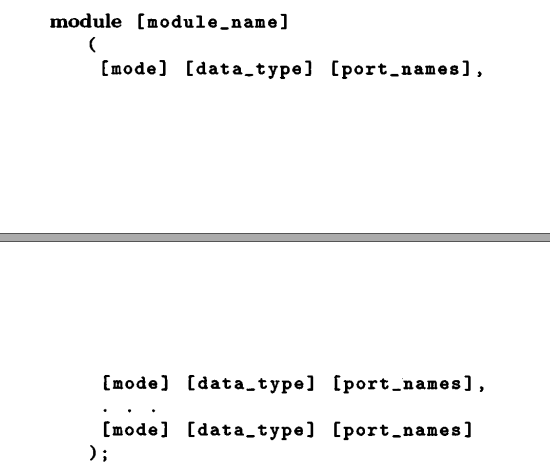 module [module_name]
(
[mode] [data_type] [port_names],
[mode] [data_type] [port_names],
. . .
[mode] [data_type] [port_names]
);